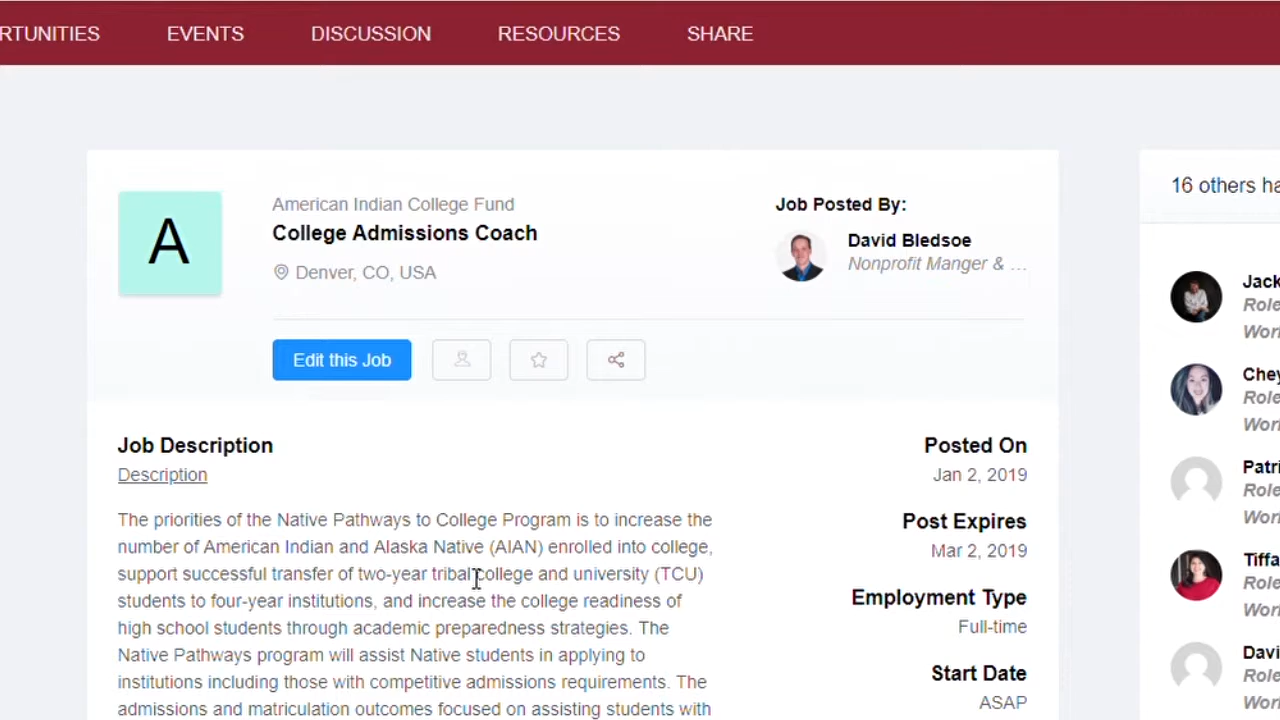 RTUNITIES EVENTS DISCUSSION RESOURCES SHARE
A
American Indian College Fund
College Admissions Coach
Denver, CO, USA
Job Posted By:
David Bledsoe
Nonprofit Manger & ...
Edit this Job
Job Description
Description
The priorities of the Native Pathways to College Program is to increase the
number of American Indian and Alaska Native (AIAN) enrolled into college,
support successful transfer of two-year tribal college and university (TCU)
students to four-year institutions, and increase the college readiness of
high school students through academic preparedness strategies. The
Native Pathways program will assist Native students in applying to
institutions including those with competitive admissions requirements. The
admissions and matriculation outcomes focused on assisting students with
Posted On
Jan 2, 2019
Post Expires
Mar 2, 2019
Employment Type
Full-time
Start Date
ASAP
16 others ha
Jack
Role
Wor
Chey
Role
Wor
Patri
Role
Wor
Tiffa
Role
Wor
Davi
Role
Wor